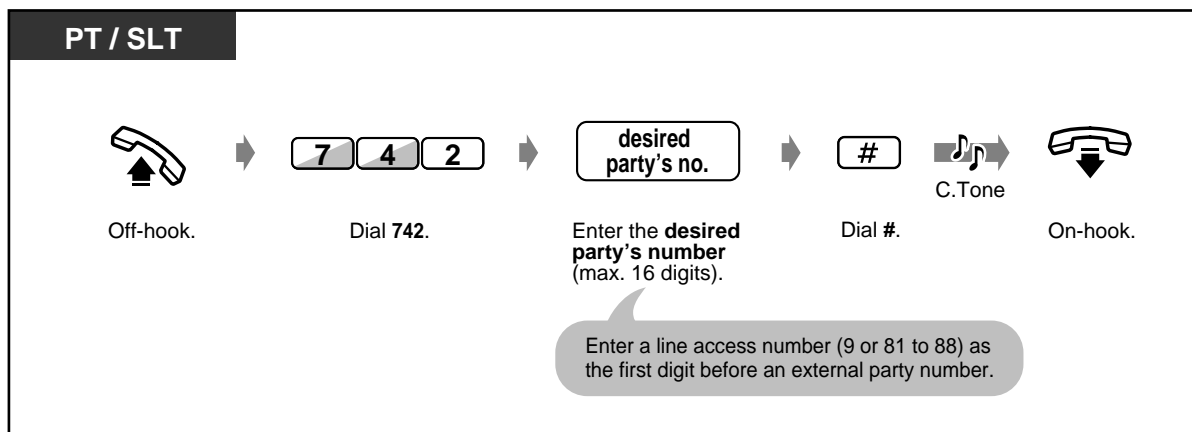 PT / SLT
7 4 2
desired
party's no.
#
C.Tone
Off-hook.
Dial 742.
Enter the desired
party's number
(max. 16 digits).
Dial #.
On-hook.
Enter a line access number (9 or 81 to 88) as
the first digit before an external party number.